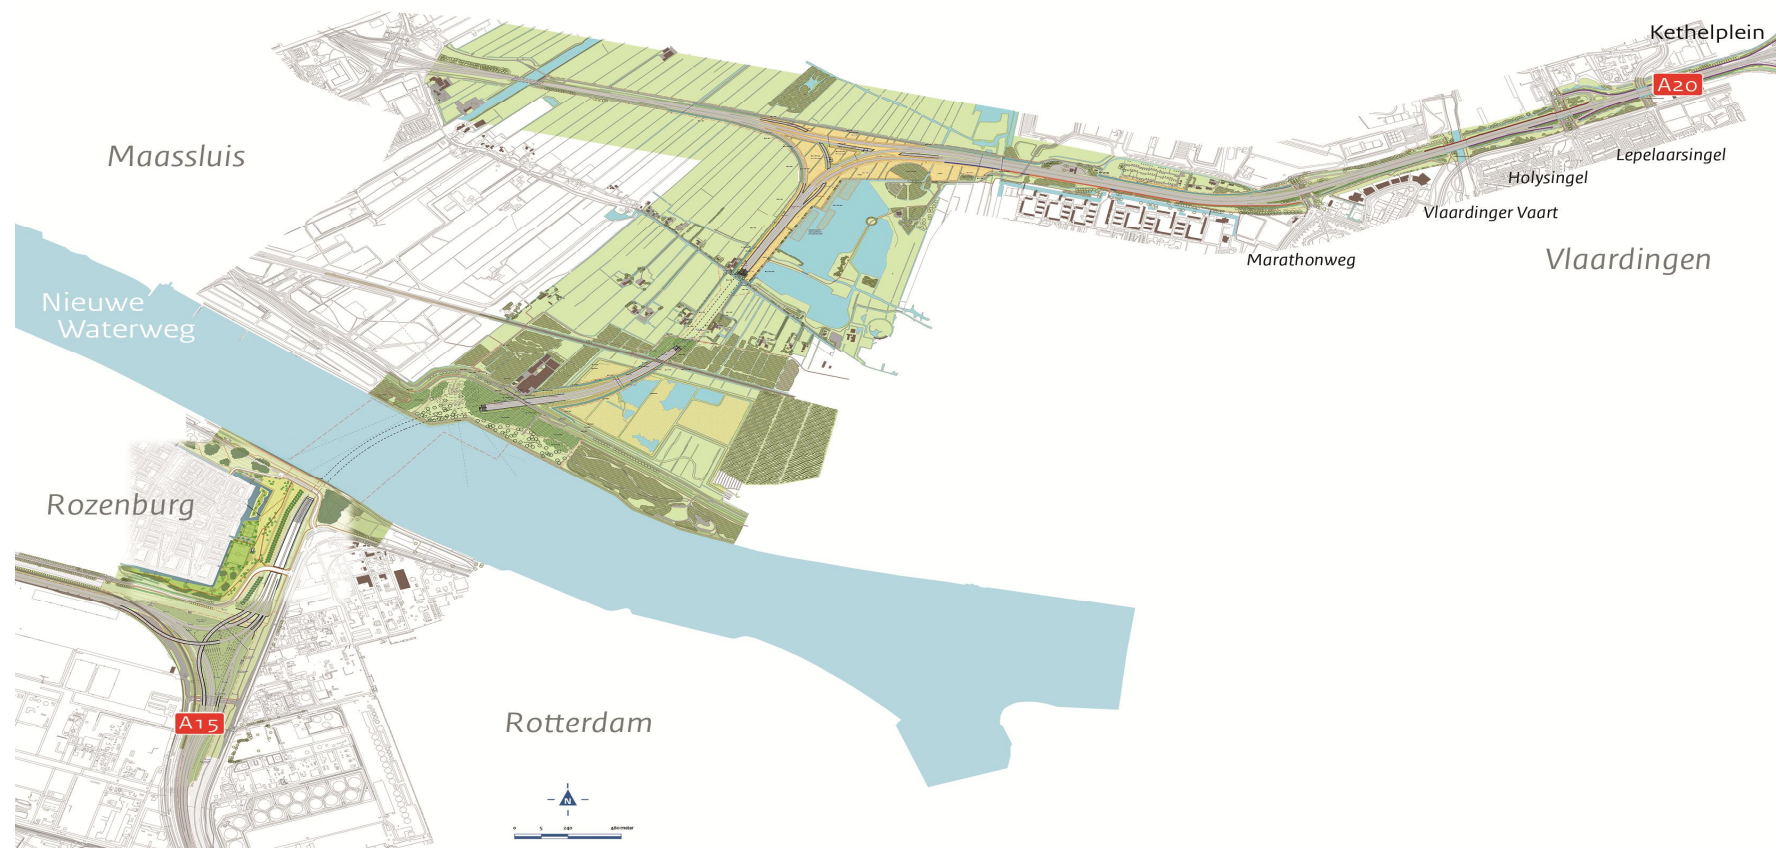 Kethelplein
A20
Maassluis
Lepelaarsingel
Holysingel
Vlaardinger Vaart
Marathonweg
Vlaardingen
Nieuwe
Waterweg
Rozenburg
A15
Rotterdam
N